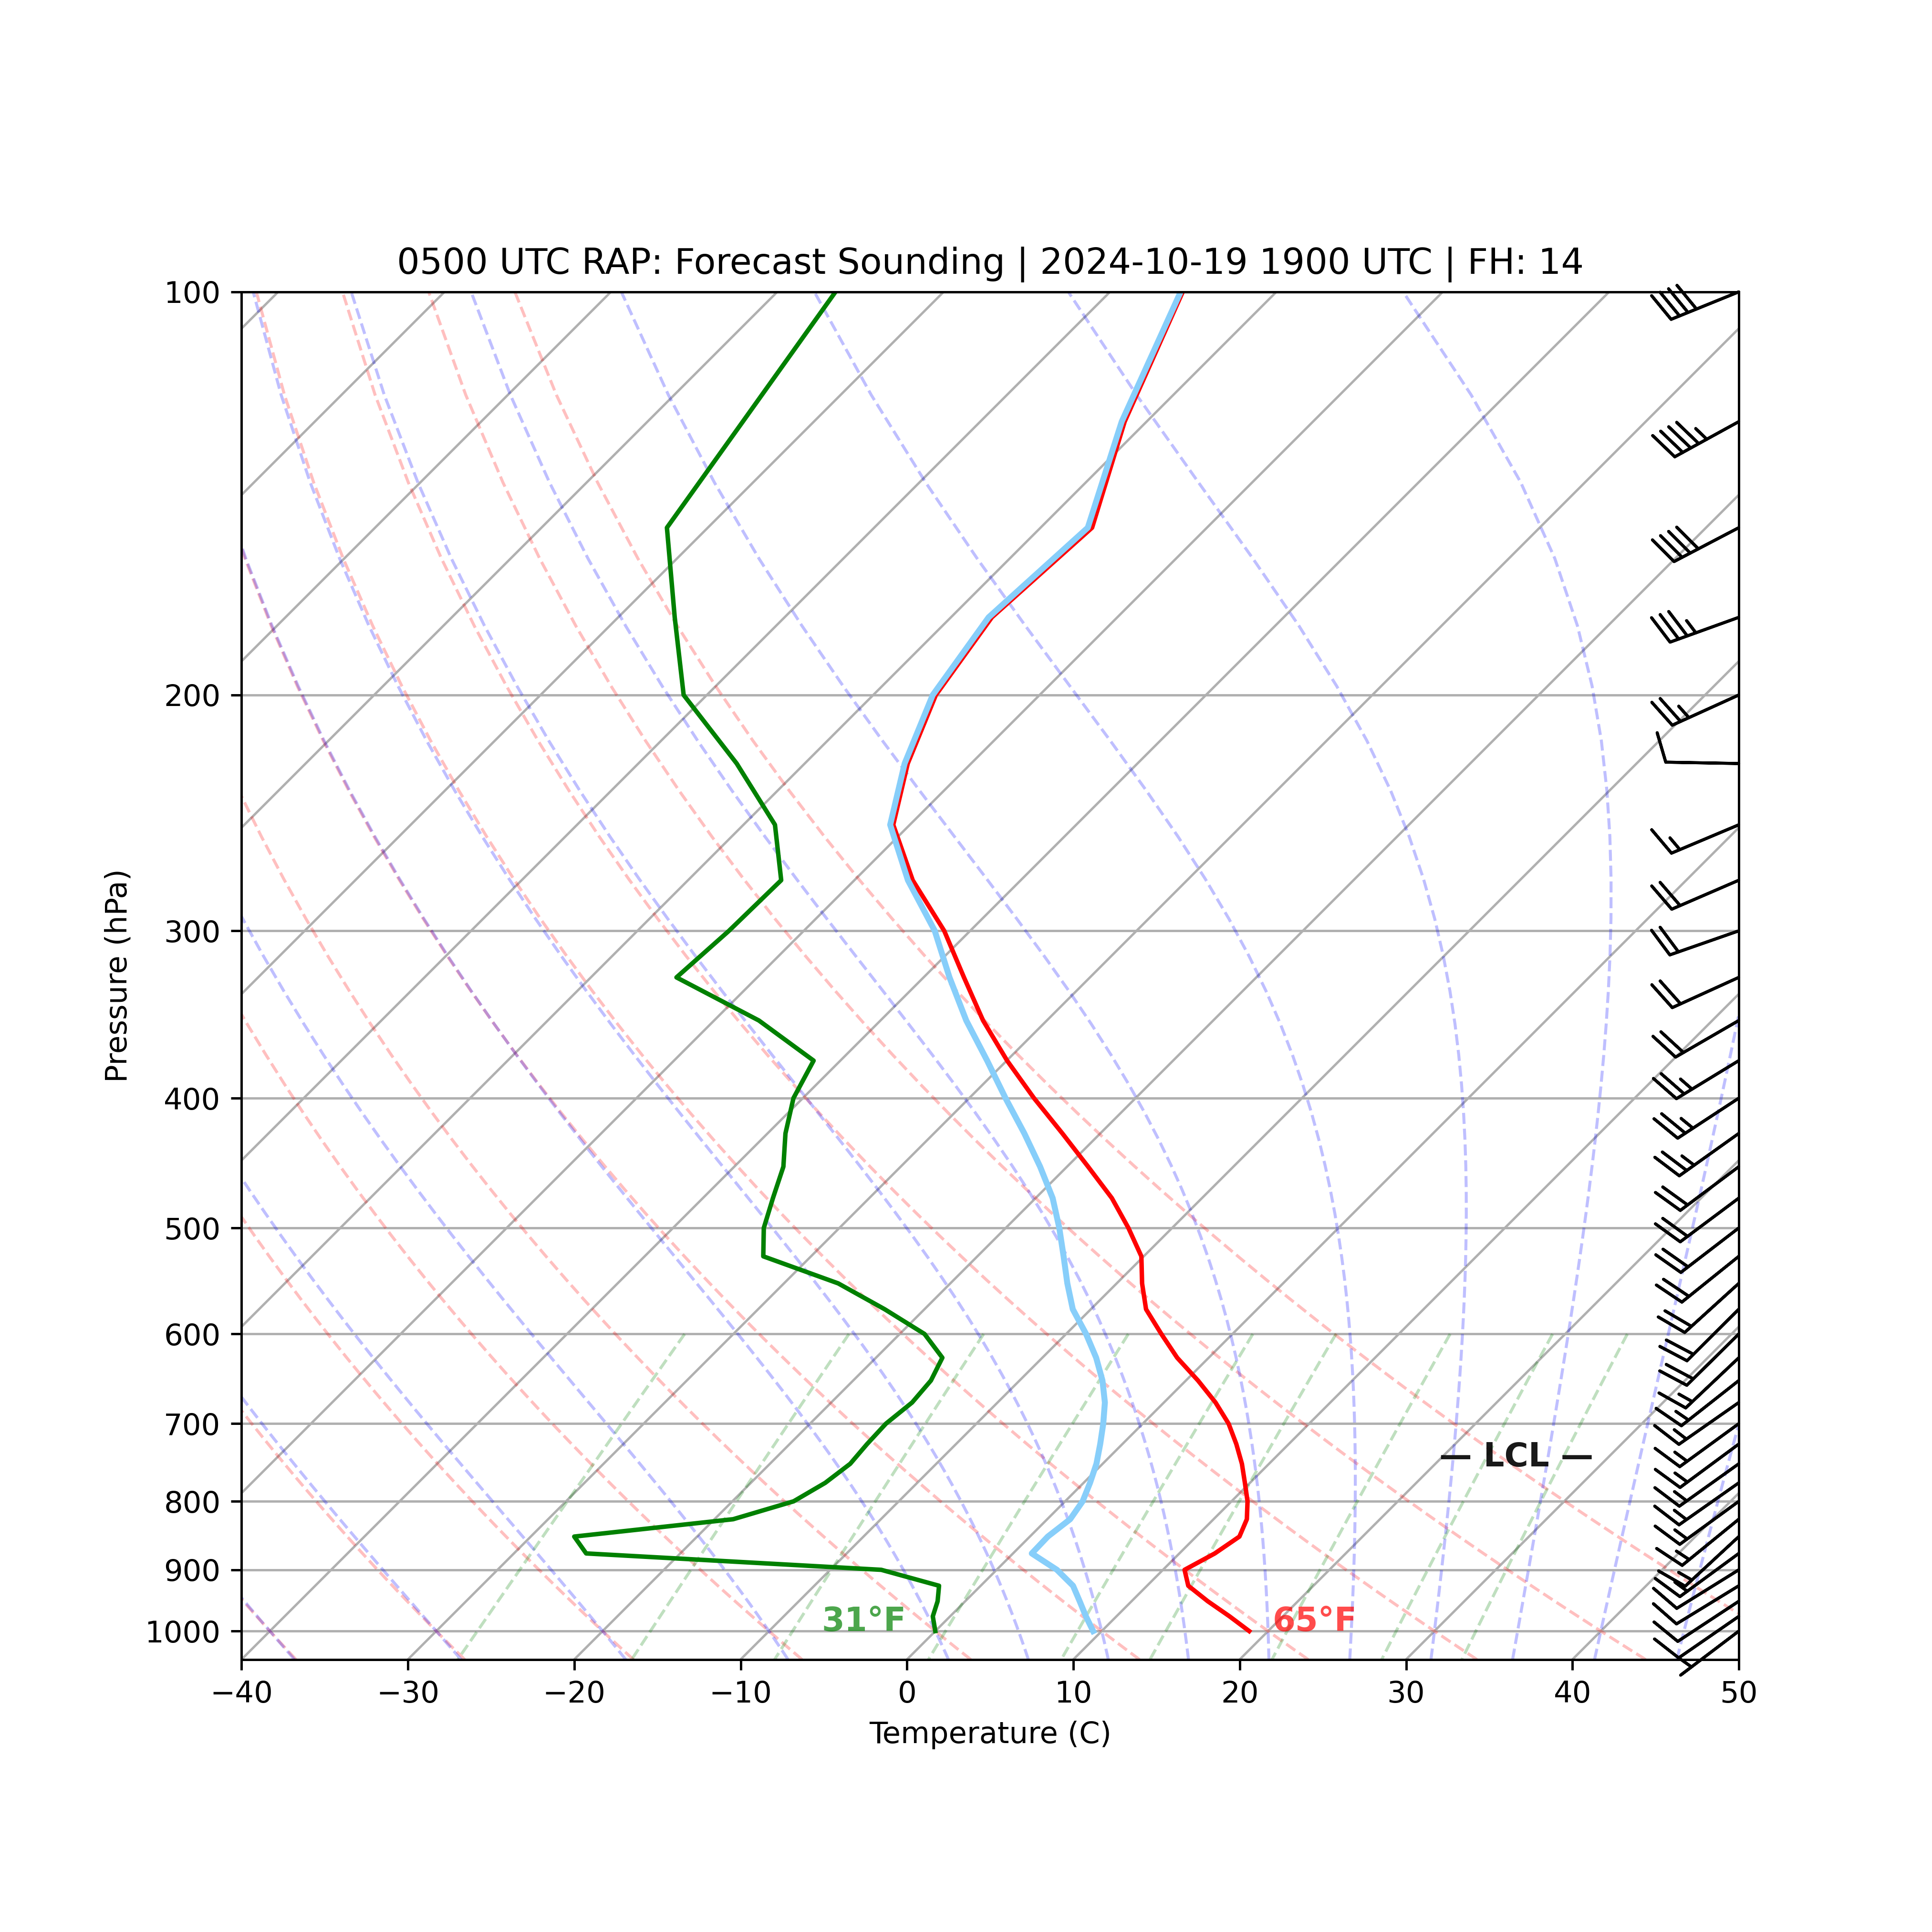 0500 UTC RAP: Forecast Sounding | 2024-10-19 1900 UTC | FH: 14
100
200
300
400
500
600
700
800
900
1000
Pressure (hPa)
— LCL —
31°F
65°F
−40 −30 −20 −10 0 10 20 30 40 50
Temperature (C)